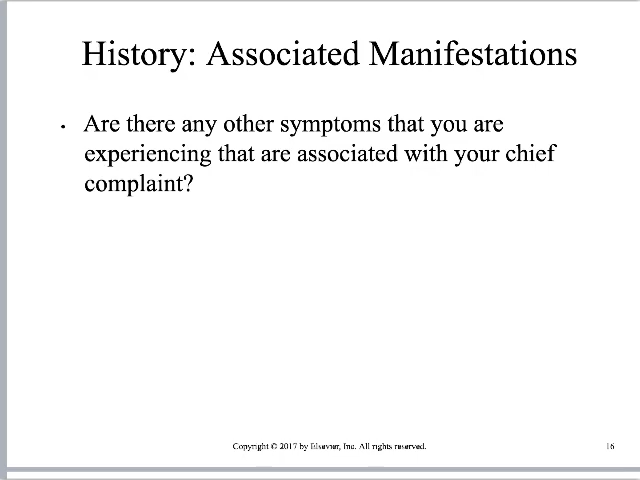 History: Associated Manifestations
• Are there any other symptoms that you are
experiencing that are associated with your chief
complaint?
Copyright © 2017 by Elsevier, Inc. All rights reserved.
16